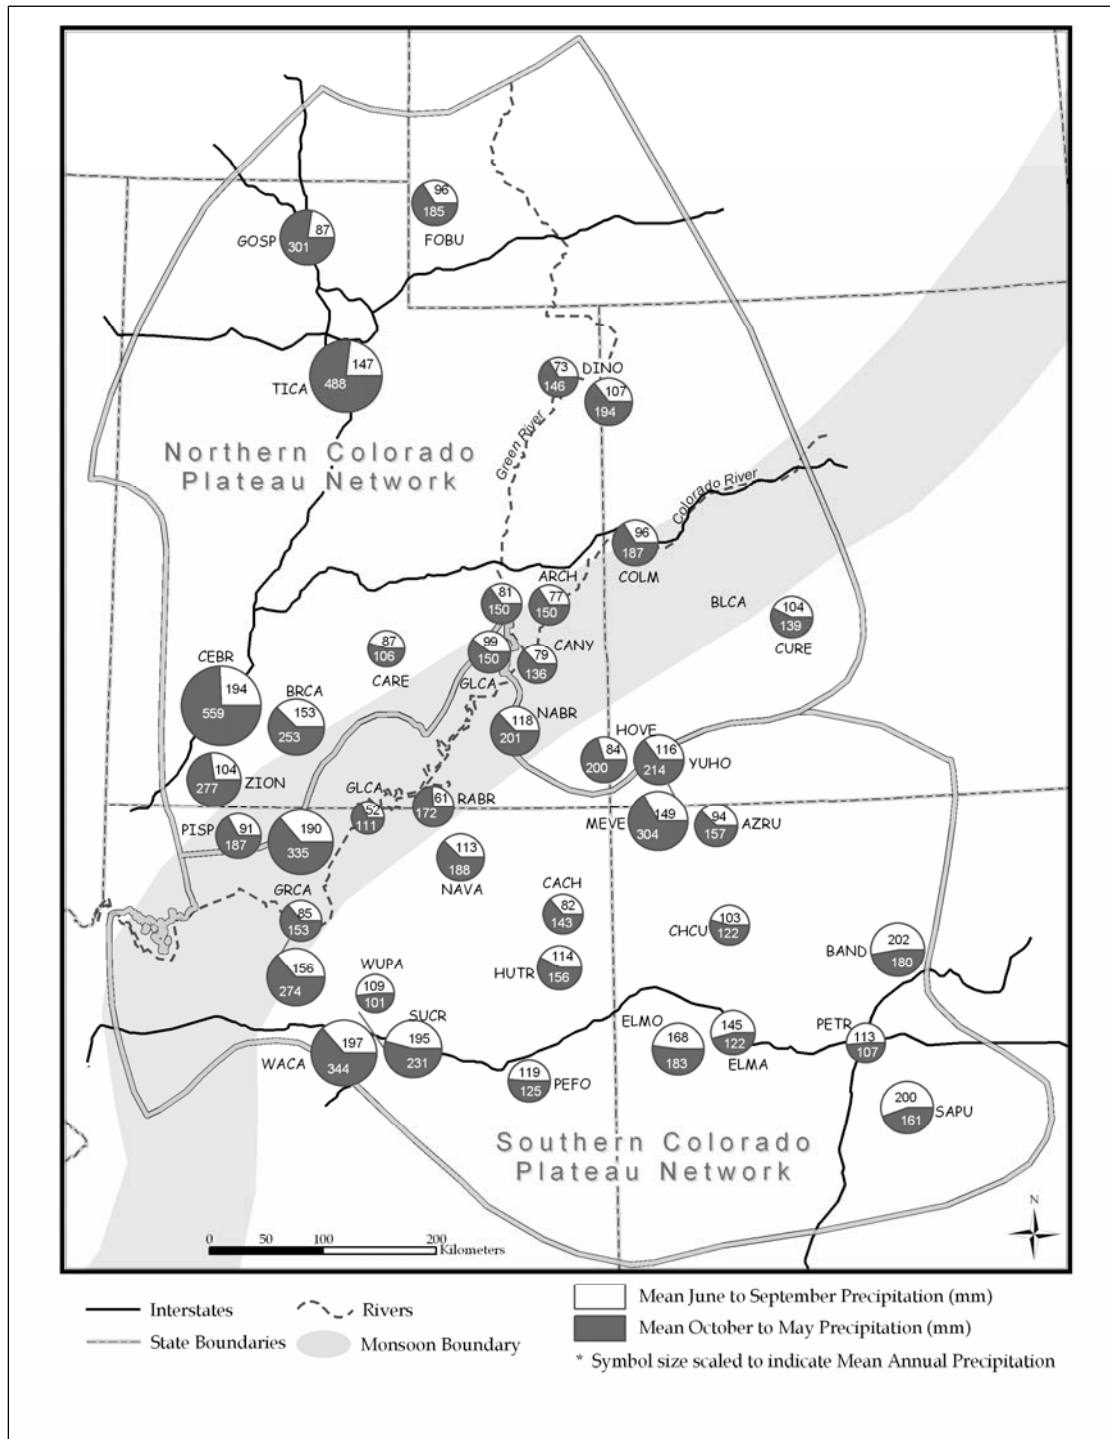 96
185
FOBU
87
301
GOSP
147
488
TICA
73
146
DINO
107
194
Green River
Northern Colorado
Plateau Network
Colorado River
96
187
COLM
ARCH
81
150
77
150
BLCA
104
139
CURE
87
106
CARE
99
150
GLCA
CANY
79
136
CEBR
194
559
BRCA
153
253
118
201
NABR
HOVE
84
200
116
214
YUHO
104
277
ZION
GLCA
52
111
61
172
RABR
PISP
91
187
190
335
MEVE
149
304
94
157
AZRU
113
188
NAVA
GRCA
85
153
CACH
82
143
CHCU
103
122
BAND
202
180
156
274
WUPA
109
101
HUTR
114
156
SUCR
195
231
WACA
197
344
ELMO
168
183
145
122
ELMA
PETR
113
107
119
125
PEFO
200
161
SAPU
Southern Colorado
Plateau Network
N
0 50 100 200
Kilometers
Interstates
Rivers
State Boundaries
Monsoon Boundary
Mean June to September Precipitation (mm)
Mean October to May Precipitation (mm)
* Symbol size scaled to indicate Mean Annual Precipitation